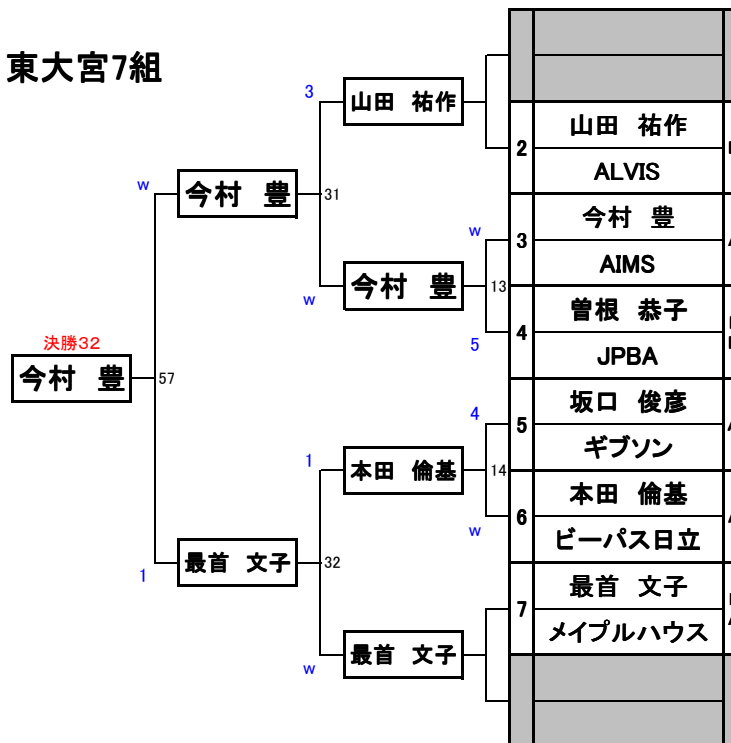 東大宮7組
3
山田 祐作
山田 祐作
2
ALVIS
w
今村 豊
31
今村 豊
w
3
AIMS
今村 豊
13
w
曽根 恭子
5
4
JPBA
決勝32
今村 豊
57
坂口 俊彦
4
5
ギブソン
1
本田 倫基
14
本田 倫基
w
6
ビーパス日立
最首 文子
32
1
最首 文子
7
メイプルハウス
最首 文子
w